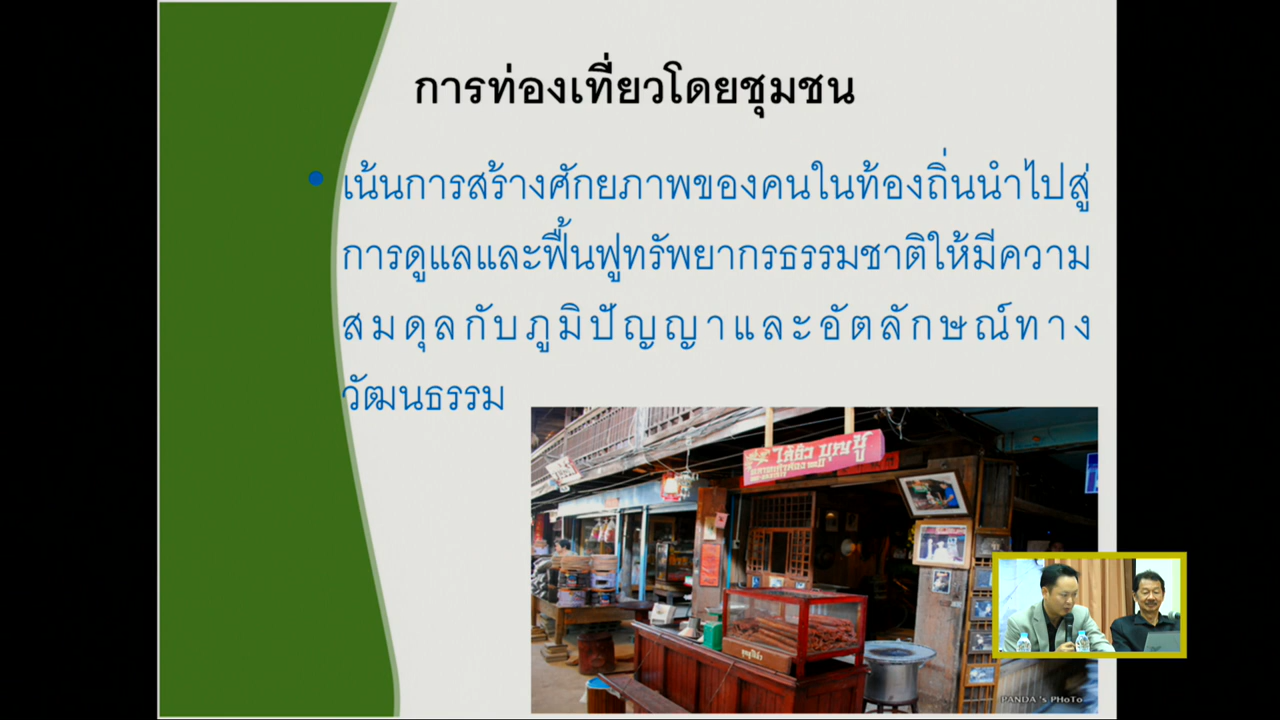 การท่องเที่ยวโดยชุมชน
เน้นการสร้างศักยภาพของคนในท้องถิ่นนำไปสู่
การดูแลและฟื้นฟูทรัพยากรธรรมชาติให้มีความ
สมดุลกับภูมิปัญญาและอัตลักษณ์ทาง
วัฒนธรรม
บุญชู
PANDA 's PHoTo